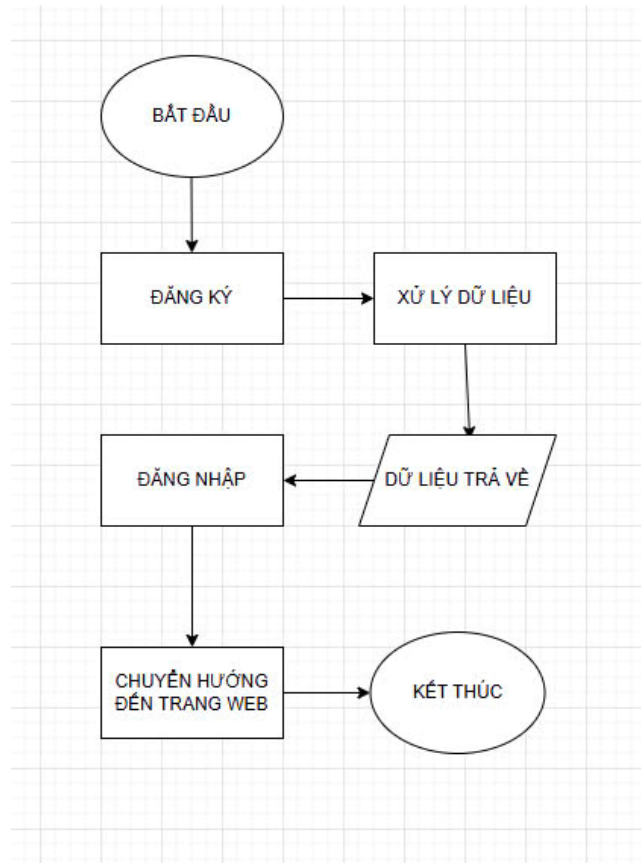 BẮT ĐẦU
ĐĂNG KÝ
XỬ LÝ DỮ LIỆU
DỮ LIỆU TRẢ VỀ
ĐĂNG NHẬP
CHUYỂN HƯỚNG
ĐẾN TRANG WEB
KẾT THÚC